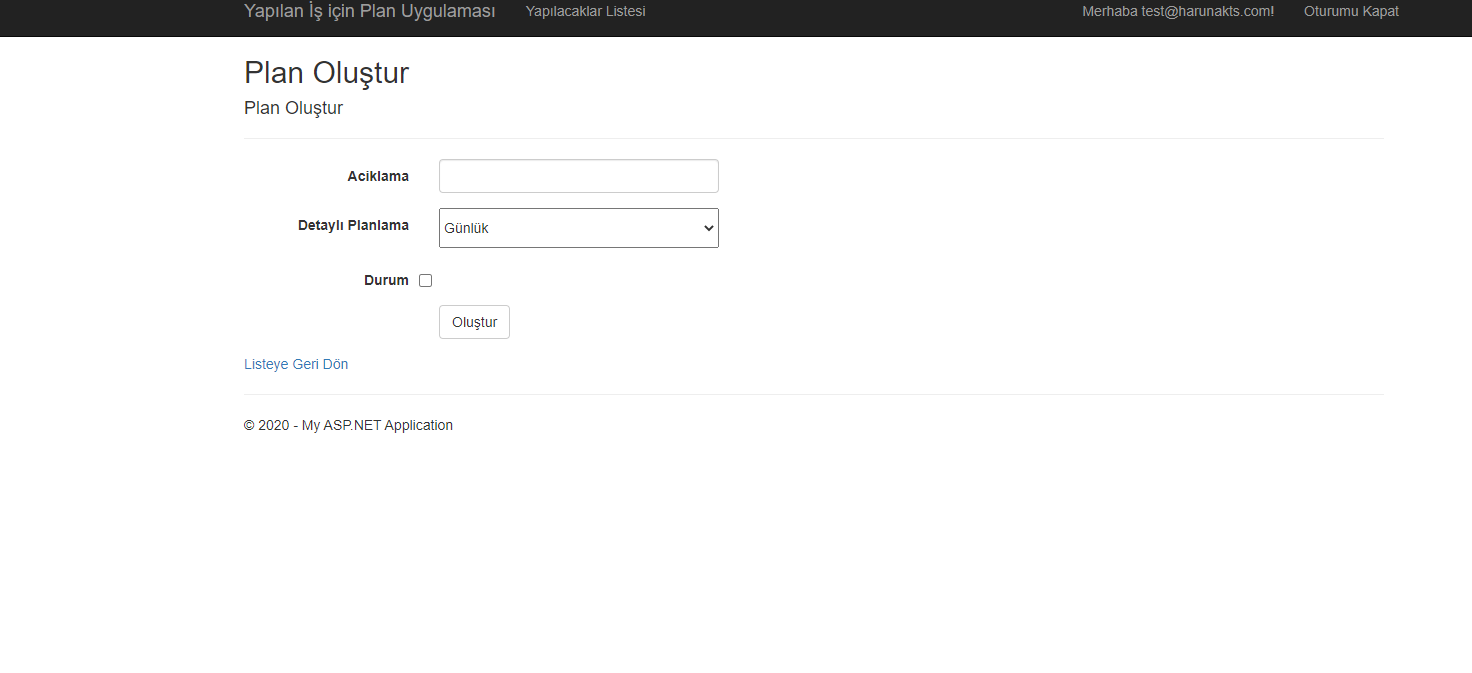 Yapılan İş için Plan Uygulaması Yapılacaklar Listesi Merhaba test@harunakts.com! Oturumu Kapat
Plan Oluştur
Plan Oluştur
Aciklama
Detaylı Planlama Günlük
Durum
Oluştur
Listeye Geri Dön
© 2020 - My ASP.NET Application